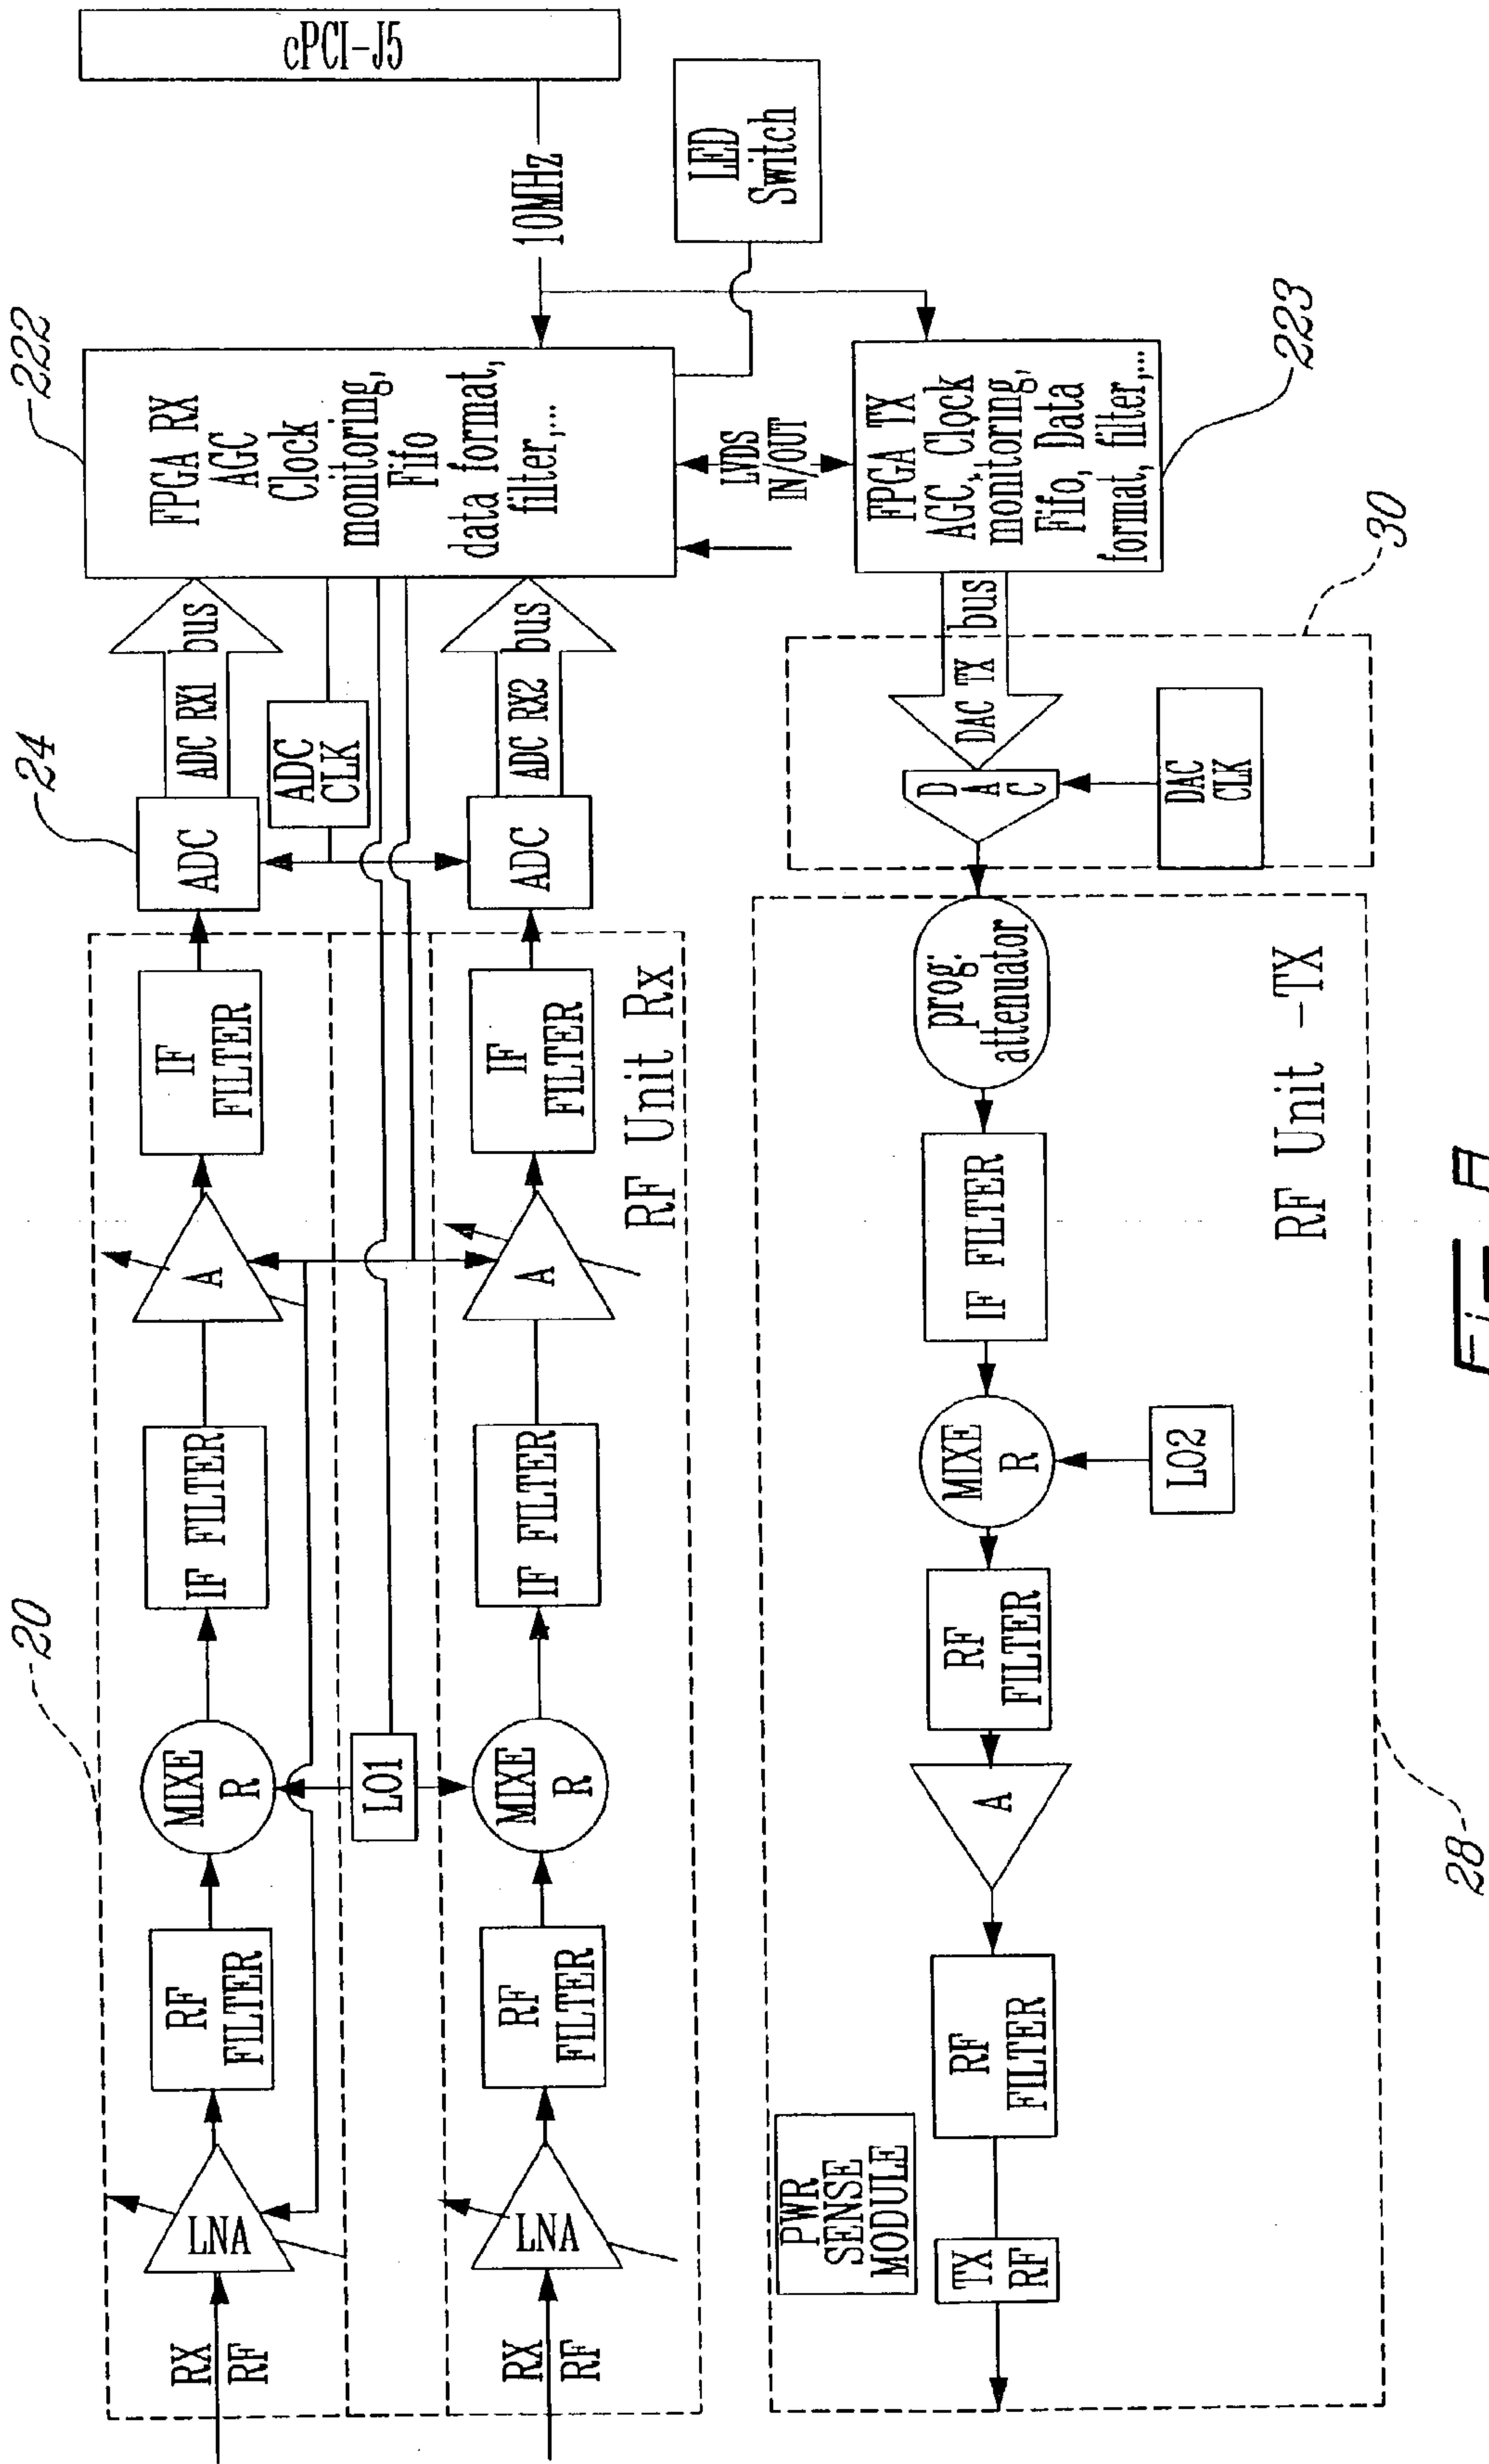 cPCI-J5
10MHz
LED
Switch
222
FPGA RX
AGC
Clock
monitoring,
Fifo
data format,
filter,...
LVDS
IN/OUT
FPGA TX
AGC, Clock
monitoring,
Fifo, Data
format, filter,...
223
24
ADC
ADC RX1 bus
ADC
CLK
ADC
ADC RX2 bus
DAC TX bus
D
A
C
DAC
CLK
30
20
RX
RF
LNA
RF
FILTER
MIXE
R
IF FILTER
A
IF
FILTER
LO1
RX
RF
LNA
RF
FILTER
MIXE
R
IF FILTER
A
IF
FILTER
RF Unit Rx
prog.
attenuator
IF FILTER
MIXE
R
LO2
RF
FILTER
A
RF
FILTER
PWR
SENSE
MODULE
TX
RF
RF Unit -TX
28